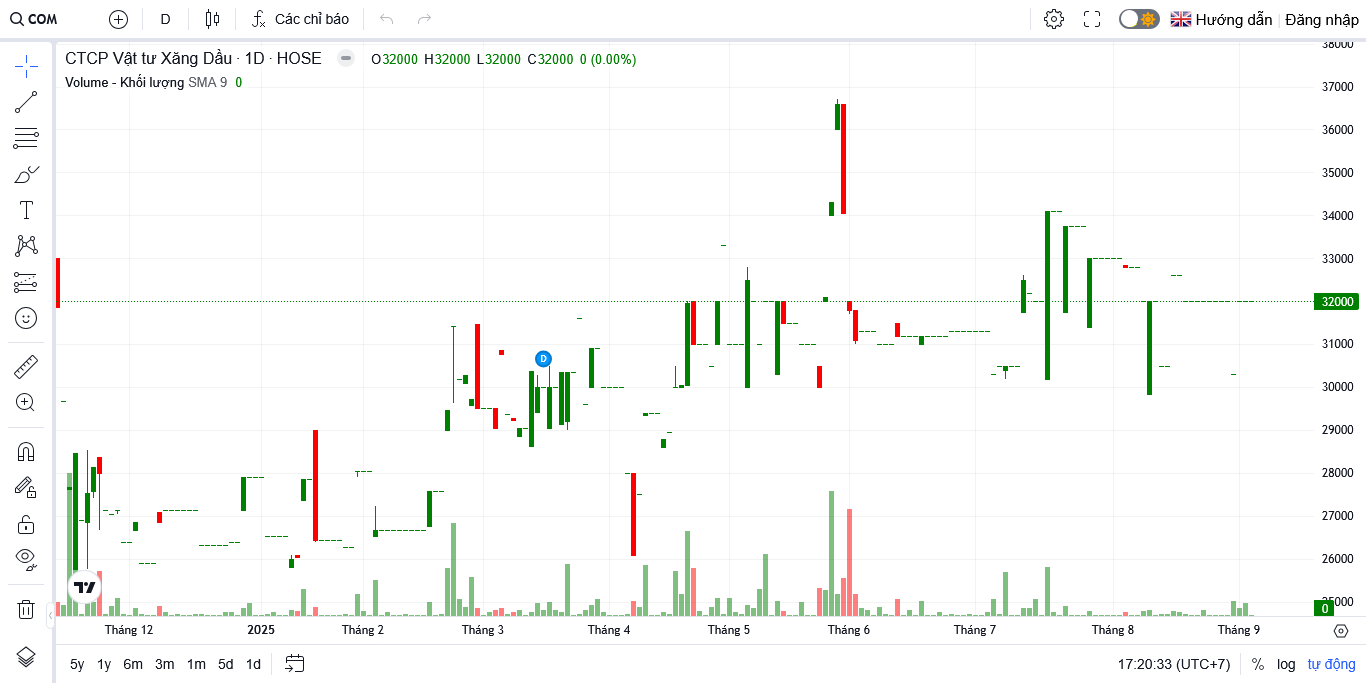 COM D Các chỉ báo Hướng dẫn Đăng nhập
CTCP Vật tư Xăng Dầu · 1D · HOSE O32000 H32000 L32000 C32000 0 (0.00%)
Volume - Khối lượng SMA 9 0
38000
37000
36000
35000
34000
33000
32000
31000
30000
29000
28000
27000
26000
25000
0
D
Tháng 12 2025 Tháng 2 Tháng 3 Tháng 4 Tháng 5 Tháng 6 Tháng 7 Tháng 8 Tháng 9
5y 1y 6m 3m 1m 5d 1d 17:20:33 (UTC+7) % log tự động